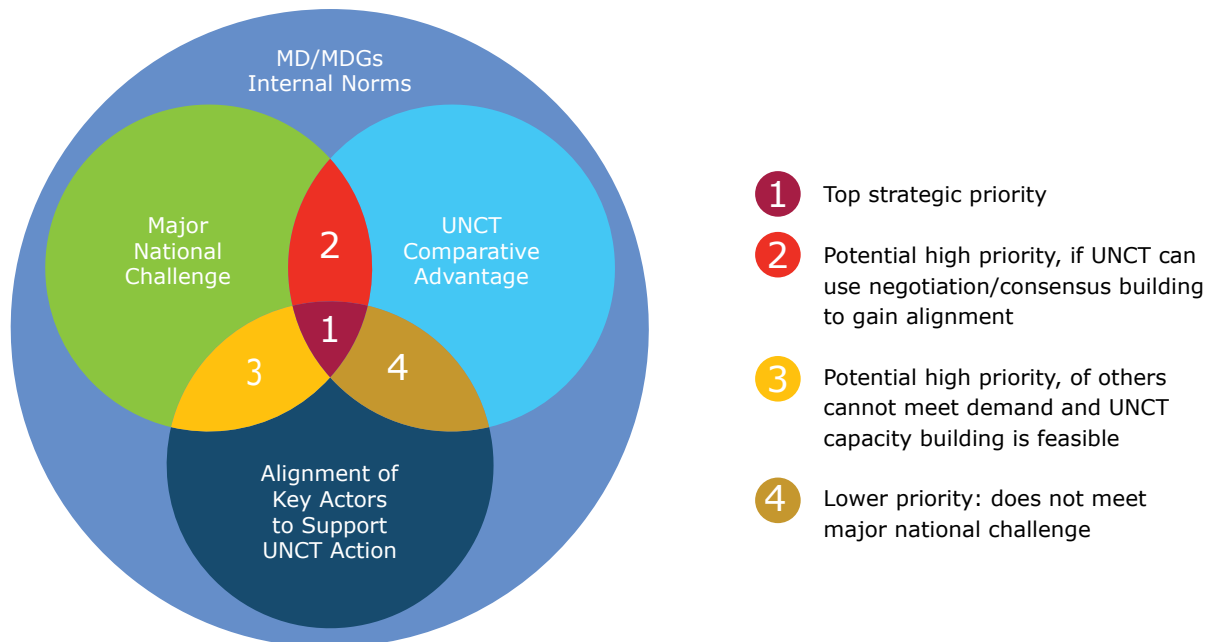 MD/MDGs
Internal Norms
Major
National
Challenge
UNCT
Comparative
Advantage
2
1
3
4
Alignment of
Key Actors
to Support
UNCT Action
1
Top strategic priority
2
Potential high priority, if UNCT can
use negotiation/consensus building
to gain alignment
3
Potential high priority, of others
cannot meet demand and UNCT
capacity building is feasible
4
Lower priority: does not meet
major national challenge